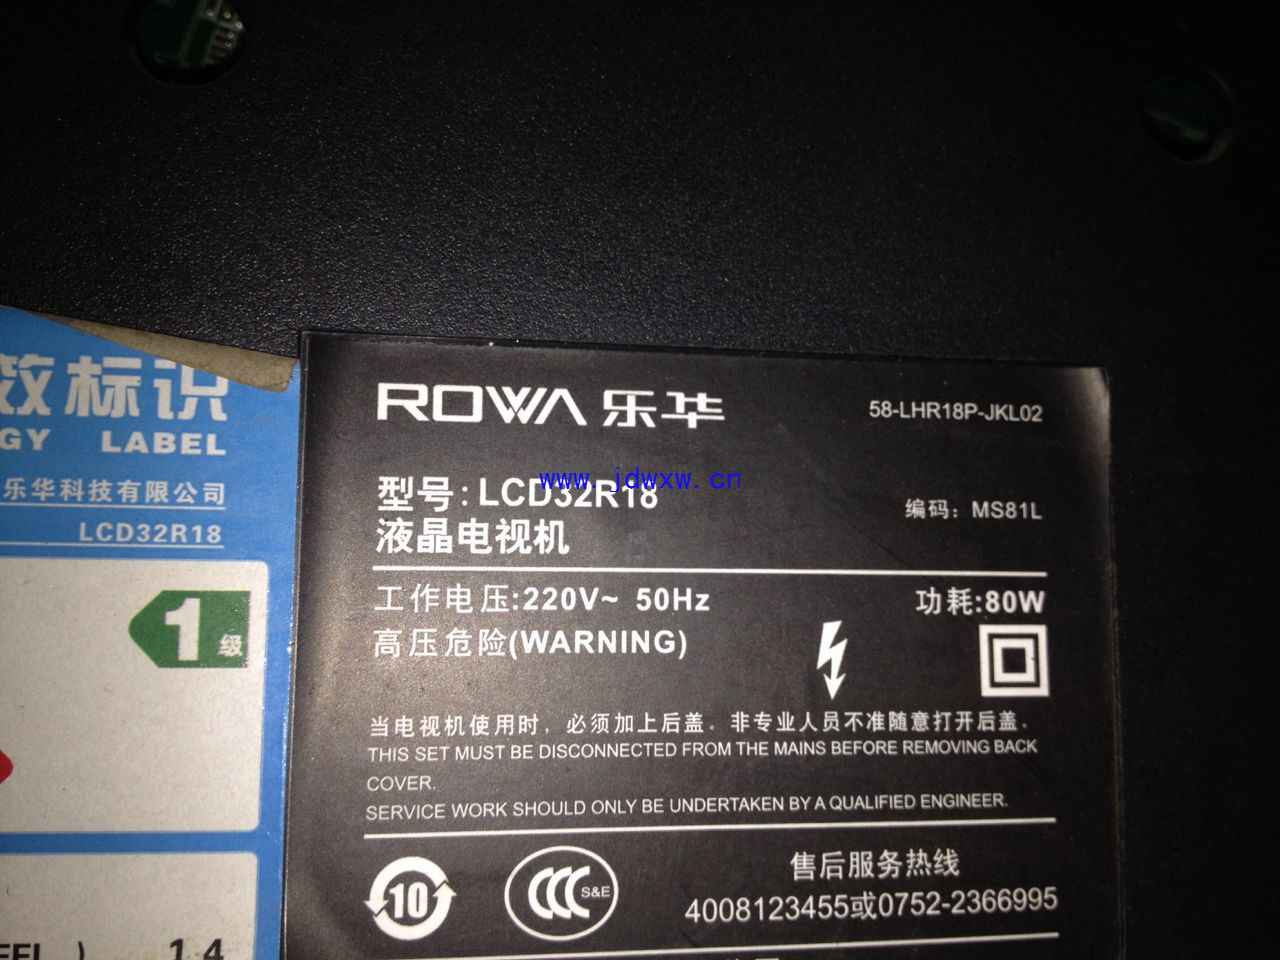 效标识
GY LABEL
乐华科技有限公司
LCD32R18
1级
EEL ) 1.4
ROWA 乐华
58-LHR18P-JKL02
www.jdwxw.cn
型号:LCD32R18
编码: MS81L
液晶电视机
工作电压:220V~ 50Hz
功耗:80W
高压危险(WARNING)
当电视机使用时，必须加上后盖．非专业人员不准随意打开后盖．
THIS SET MUST BE DISCONNECTED FROM THE MAINS BEFORE REMOVING BACK
COVER.
SERVICE WORK SHOULD ONLY BE UNDERTAKEN BY A QUALIFIED ENGINEER.
10
CCC S&E
售后服务热线
4008123455或0752-2366995